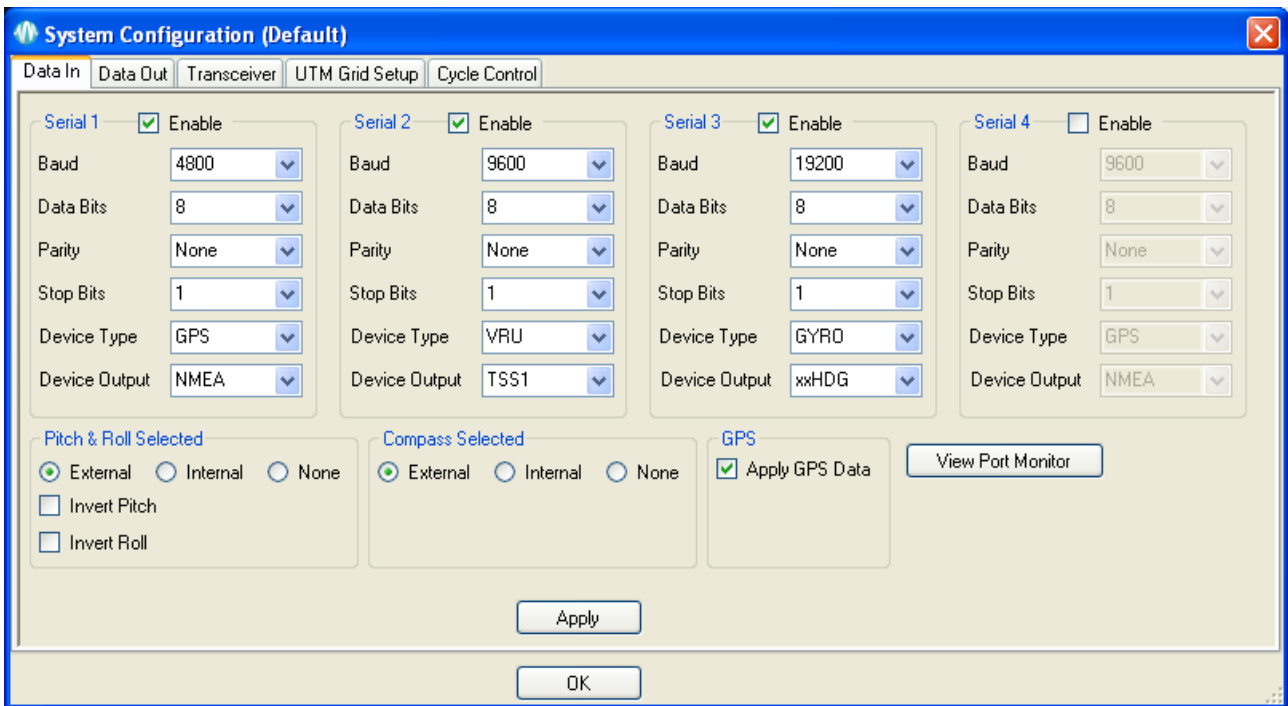 System Configuration (Default)
Data In Data Out Transceiver UTM Grid Setup Cycle Control
Serial 1 Enable Serial 2 Enable Serial 3 Enable Serial 4 Enable
Baud 4800 Baud 9600 Baud 19200 Baud 9600
Data Bits 8 Data Bits 8 Data Bits 8 Data Bits 8
Parity None Parity None Parity None Parity None
Stop Bits 1 Stop Bits 1 Stop Bits 1 Stop Bits 1
Device Type GPS Device Type VRU Device Type GYRO Device Type GPS
Device Output NMEA Device Output TSS1 Device Output xxHDG Device Output NMEA
Pitch & Roll Selected Compass Selected GPS
External Internal None External Internal None Apply GPS Data View Port Monitor
Invert Pitch
Invert Roll
Apply
OK